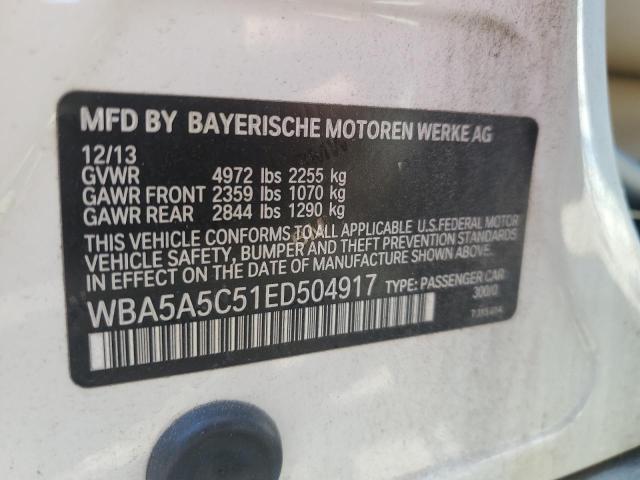 MFD BY BAYERISCHE MOTOREN WERKE AG
12/13
GVWR 4972 lbs 2255 kg
GAWR FRONT 2359 lbs 1070 kg
GAWR REAR 2844 lbs 1290 kg
THIS VEHICLE CONFORMS TO ALL APPLICABLE U.S.FEDERAL MOTOR
VEHICLE SAFETY, BUMPER AND THEFT PREVENTION STANDARDS
IN EFFECT ON THE DATE OF MANUFACTURE SHOWN ABOVE.
WBA5A5C51ED504917 TYPE: PASSENGER CAR
300/0